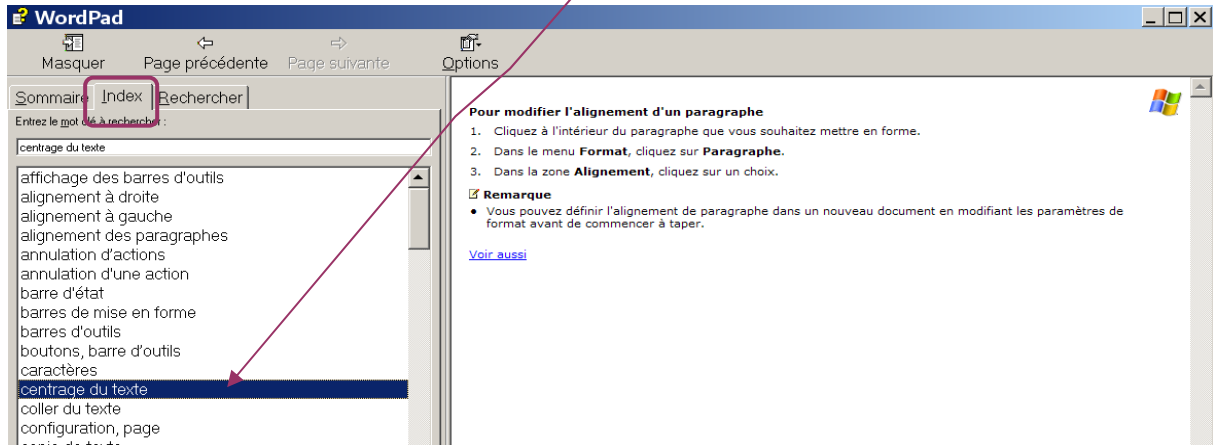 WordPad
Masquer Page précédente Page suivante Options
Sommaire Index Rechercher
Entrez le mot clé à rechercher :
centrage du texte
affichage des barres d'outils
alignement à droite
alignement à gauche
alignement des paragraphes
annulation d'actions
annulation d'une action
barre d'état
barres de mise en forme
barres d'outils
boutons, barre d'outils
caractères
centrage du texte
coller du texte
configuration, page
copie de texte
Pour modifier l'alignement d'un paragraphe
1. Cliquez à l'intérieur du paragraphe que vous souhaitez mettre en forme.
2. Dans le menu Format, cliquez sur Paragraphe.
3. Dans la zone Alignement, cliquez sur un choix.
Remarque
• Vous pouvez définir l'alignement de paragraphe dans un nouveau document en modifiant les paramètres de
format avant de commencer à taper.
Voir aussi